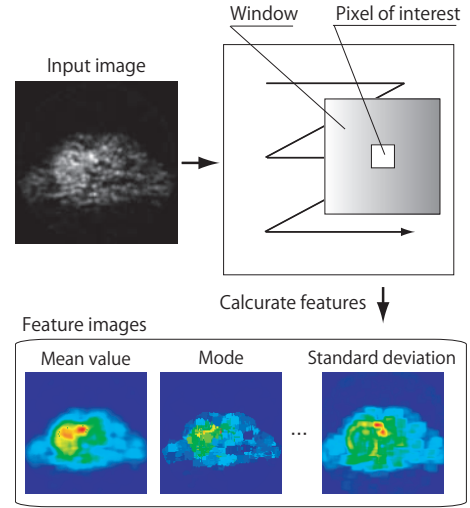 Window
Pixel of interest
Input image
Calcurate features
Feature images
Mean value
Mode
Standard deviation
...